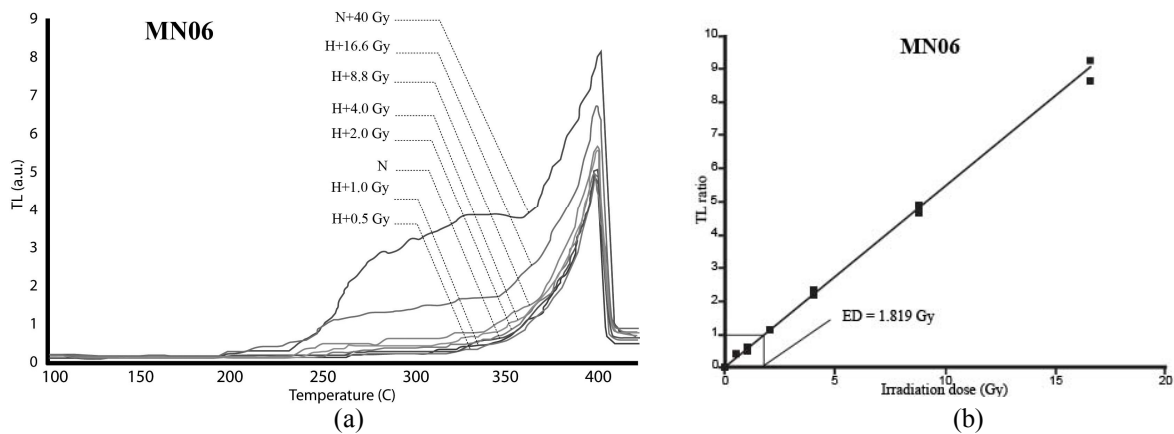 MN06
9
8
7
6
5
4
3
2
1
0
TL (a.u.)
N+40 Gy
H+16.6 Gy
H+8.8 Gy
H+4.0 Gy
H+2.0 Gy
N
H+1.0 Gy
H+0.5 Gy
100 150 200 250 300 350 400
Temperature (C)
(a)
MN06
10
9
8
7
6
5
4
3
2
1
0
TL ratio
ED = 1.819 Gy
0 5 10 15 20
Irradiation dose (Gy)
(b)